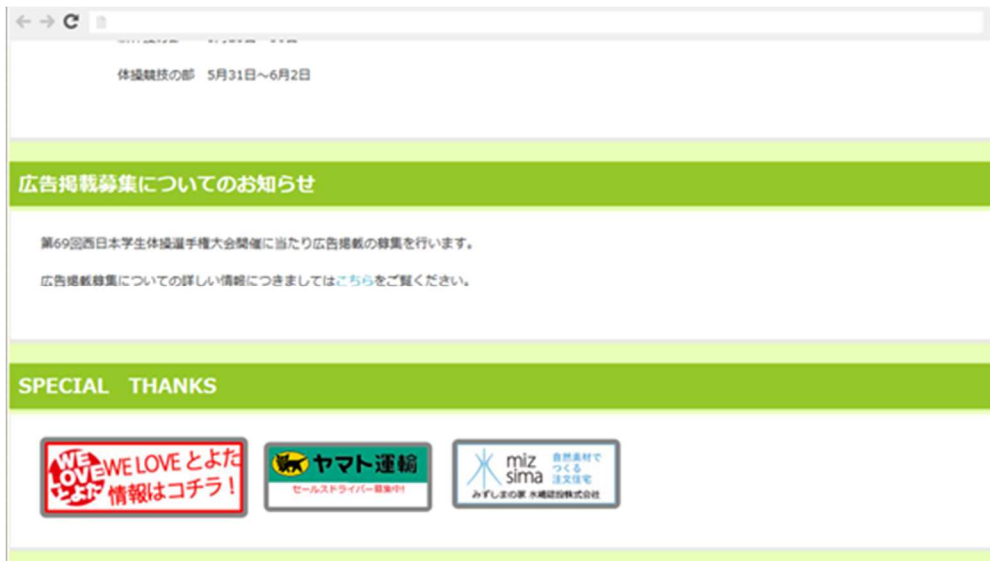 体操競技の部 5月31日~6月2日
広告掲載募集についてのお知らせ
第69回西日本学生体操選手権大会開催に当たり広告掲載の募集を行います。
広告掲載募集についての詳しい情報につきましてはこちらをご覧ください。
SPECIAL THANKS
WE LOVE とよた
WE LOVE とよた
情報はコチラ!
ヤマト運輸
セールスドライバー募集中!
miz sima
自然素材で
つくる
注文住宅
みずしまの家 水嶋建設株式会社